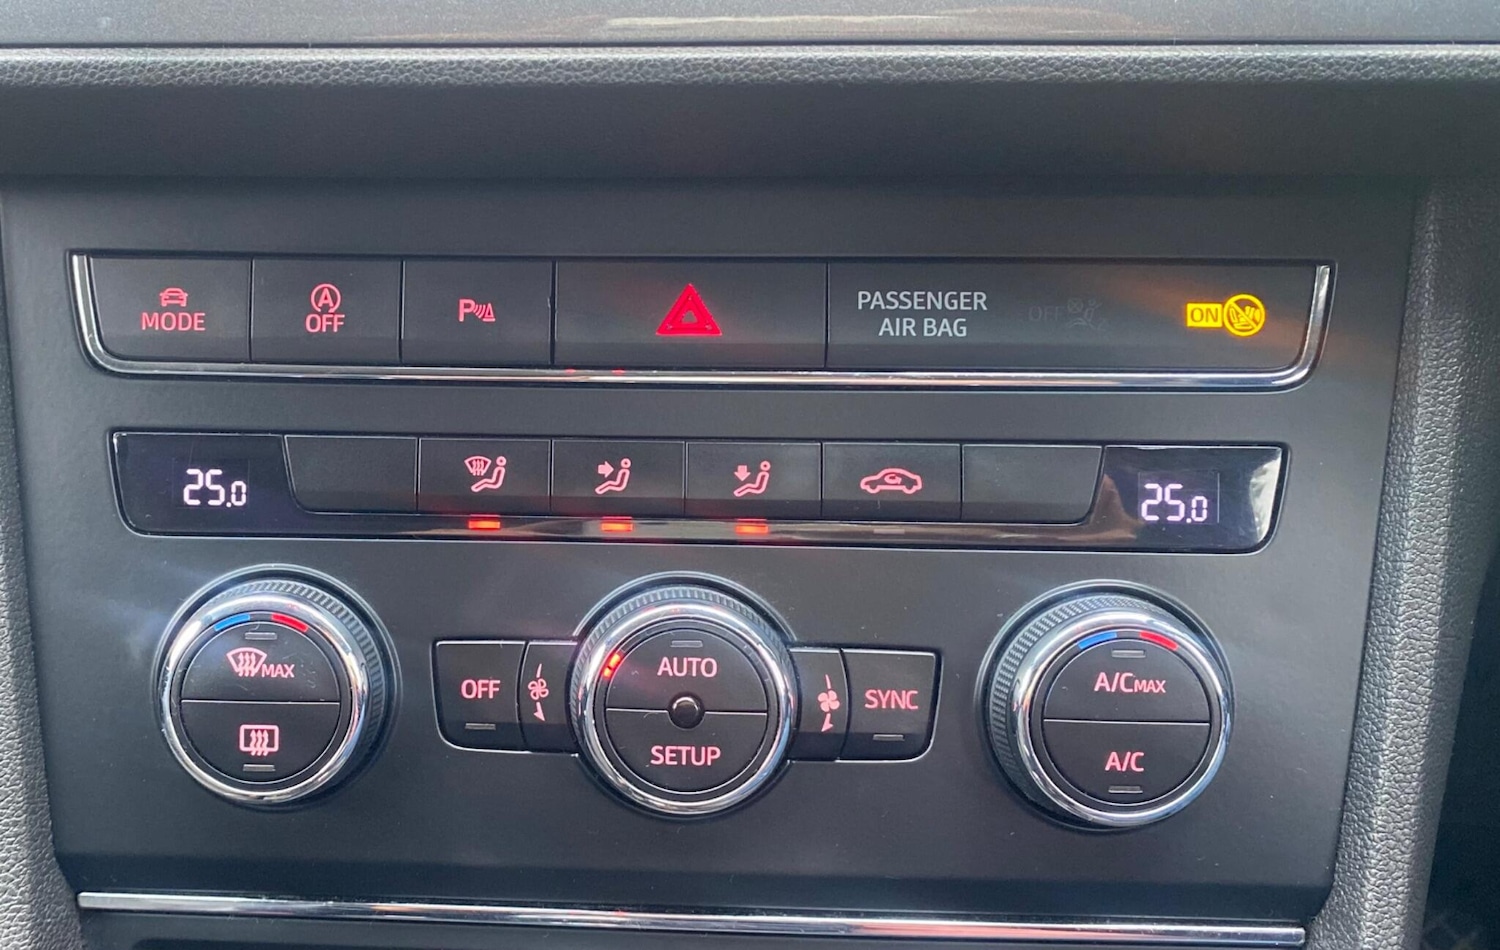 MODE
A
OFF
P
PASSENGER
AIR BAG
OFF
ON
25.0
25.0
MAX
OFF
AUTO
SETUP
SYNC
A/CMAX
A/C